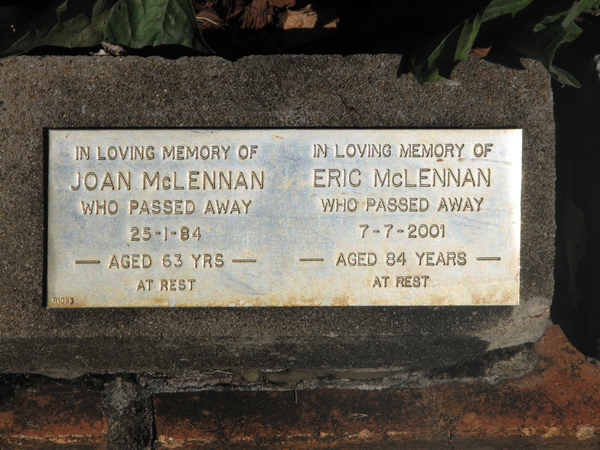 IN LOVING MEMORY OF
JOAN McLENNAN
WHO PASSED AWAY
25-1-84
— AGED 63 YRS —
AT REST
IN LOVING MEMORY OF
ERIC McLENNAN
WHO PASSED AWAY
7-7-2001
— AGED 84 YEARS —
AT REST